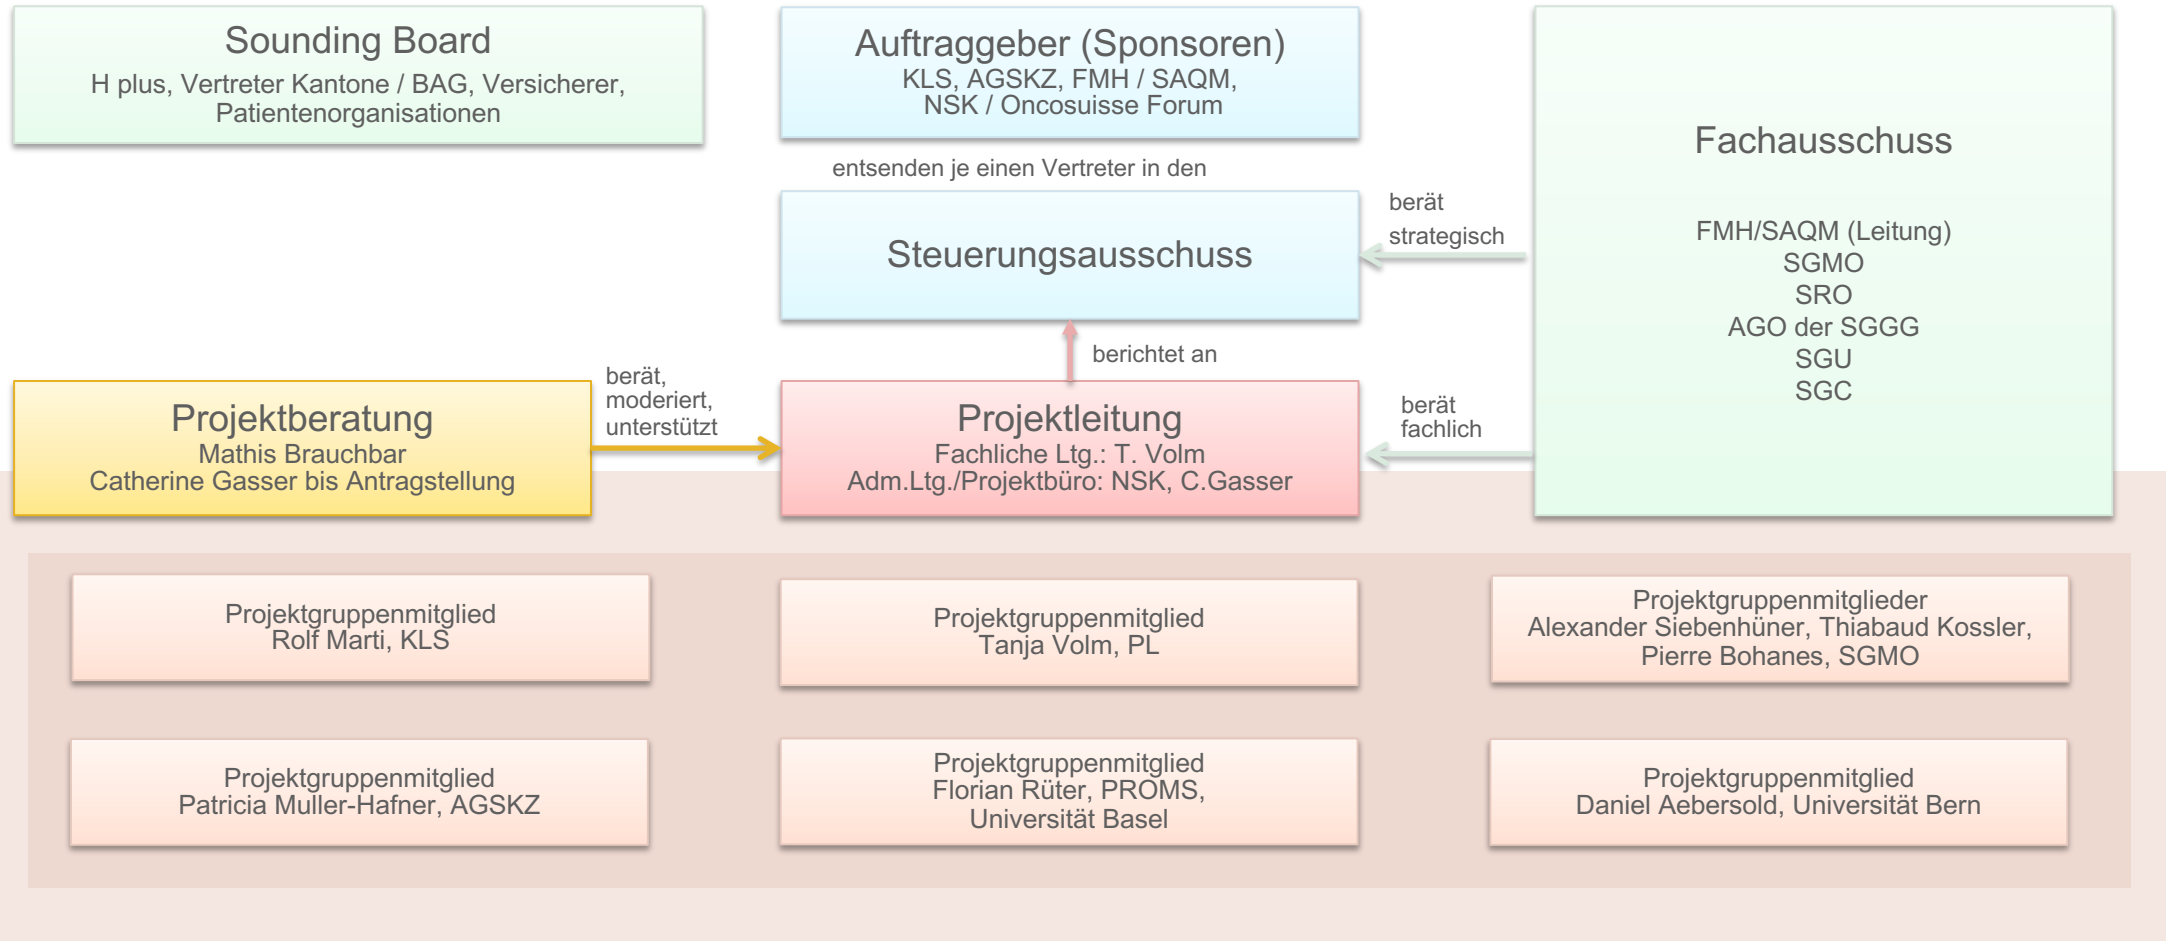 Sounding Board
H plus, Vertreter Kantone / BAG, Versicherer,
Patientenorganisationen
Auftraggeber (Sponsoren)
KLS, AGSKZ, FMH / SAQM,
NSK / Oncosuisse Forum
entsenden je einen Vertreter in den
Steuerungsausschuss
berät
strategisch
Fachausschuss
FMH/SAQM (Leitung)
SGMO
SRO
AGO der SGGG
SGU
SGC
berichtet an
Projektberatung
Mathis Brauchbar
Catherine Gasser bis Antragstellung
berät,
moderiert,
unterstützt
Projektleitung
Fachliche Ltg.: T. Volm
Adm.Ltg./Projektbüro: NSK, C.Gasser
berät
fachlich
Projektgruppenmitglied
Rolf Marti, KLS
Projektgruppenmitglied
Tanja Volm, PL
Projektgruppenmitglieder
Alexander Siebenhüner, Thiabaud Kossler,
Pierre Bohanes, SGMO
Projektgruppenmitglied
Patricia Muller-Hafner, AGSKZ
Projektgruppenmitglied
Florian Rüter, PROMS,
Universität Basel
Projektgruppenmitglied
Daniel Aebersold, Universität Bern